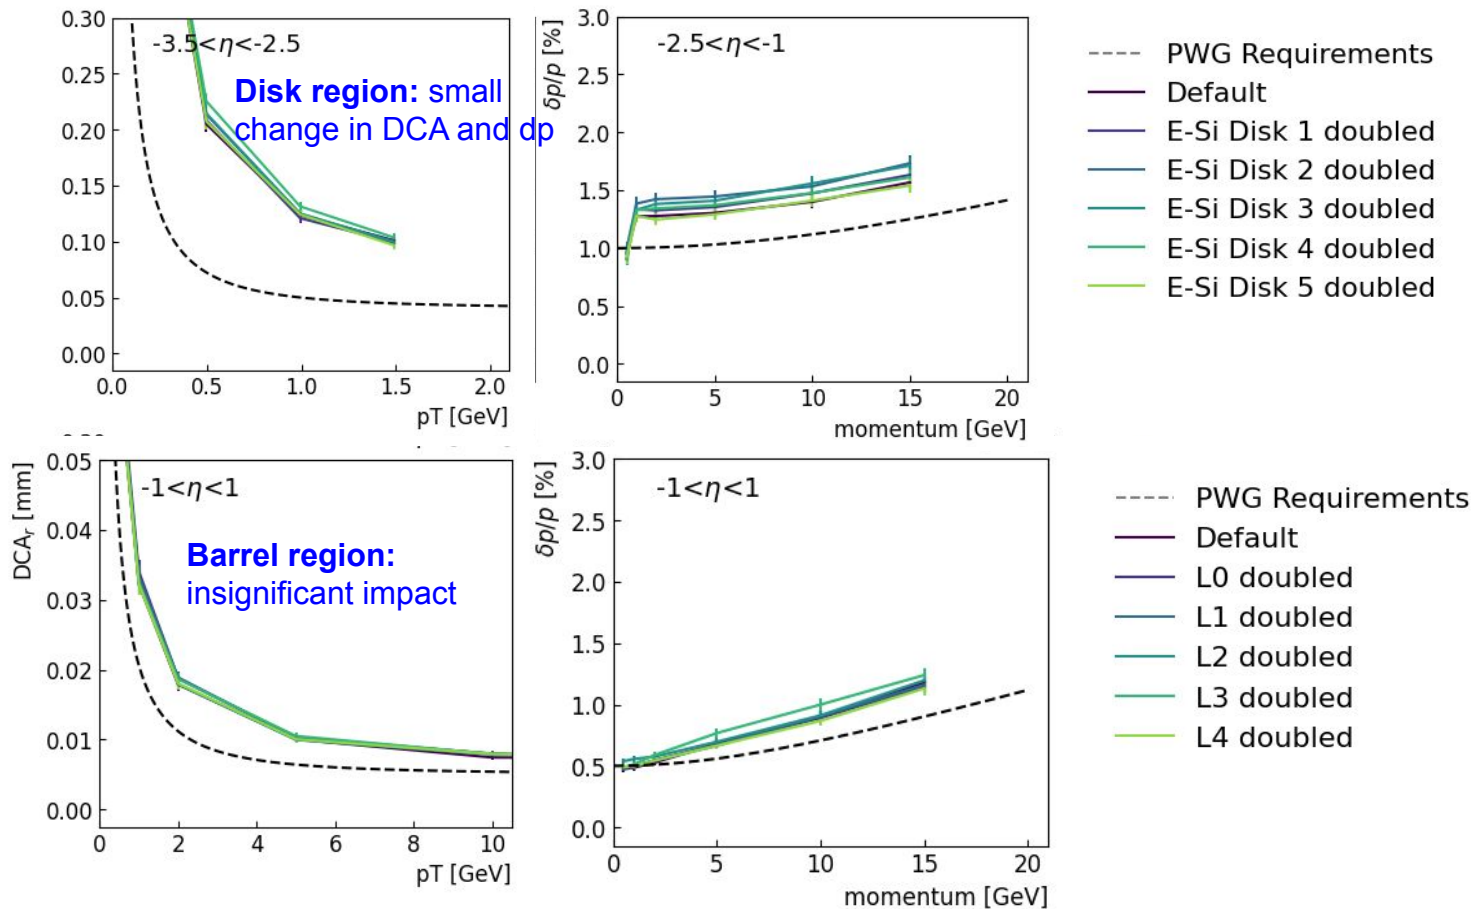 0.30
0.25
0.20
0.15
0.10
0.05
0.00
-3.5<η<-2.5
Disk region: small
change in DCA and dp
0.0 0.5 1.0 1.5 2.0
pT [GeV]
δp/p [%]
3.0
2.5
2.0
1.5
1.0
0.5
0.0
-2.5<η<-1
0 5 10 15 20
momentum [GeV]
PWG Requirements
Default
E-Si Disk 1 doubled
E-Si Disk 2 doubled
E-Si Disk 3 doubled
E-Si Disk 4 doubled
E-Si Disk 5 doubled
DCAr [mm]
0.05
0.04
0.03
0.02
0.01
0.00
-1<η<1
Barrel region:
insignificant impact
0 2 4 6 8 10
pT [GeV]
δp/p [%]
3.0
2.5
2.0
1.5
1.0
0.5
0.0
-1<η<1
0 5 10 15 20
momentum [GeV]
PWG Requirements
Default
L0 doubled
L1 doubled
L2 doubled
L3 doubled
L4 doubled